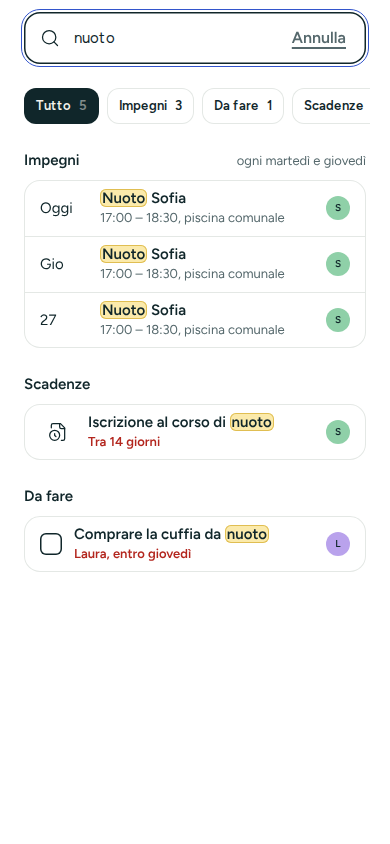 nuoto Annulla
Tutto 5 Impegni 3 Da fare 1 Scadenze
Impegni ogni martedì e giovedì
Oggi Nuoto Sofia S
17:00 – 18:30, piscina comunale
Gio Nuoto Sofia S
17:00 – 18:30, piscina comunale
27 Nuoto Sofia S
17:00 – 18:30, piscina comunale
Scadenze
Iscrizione al corso di nuoto S
Tra 14 giorni
Da fare
Comprare la cuffia da nuoto L
Laura, entro giovedì